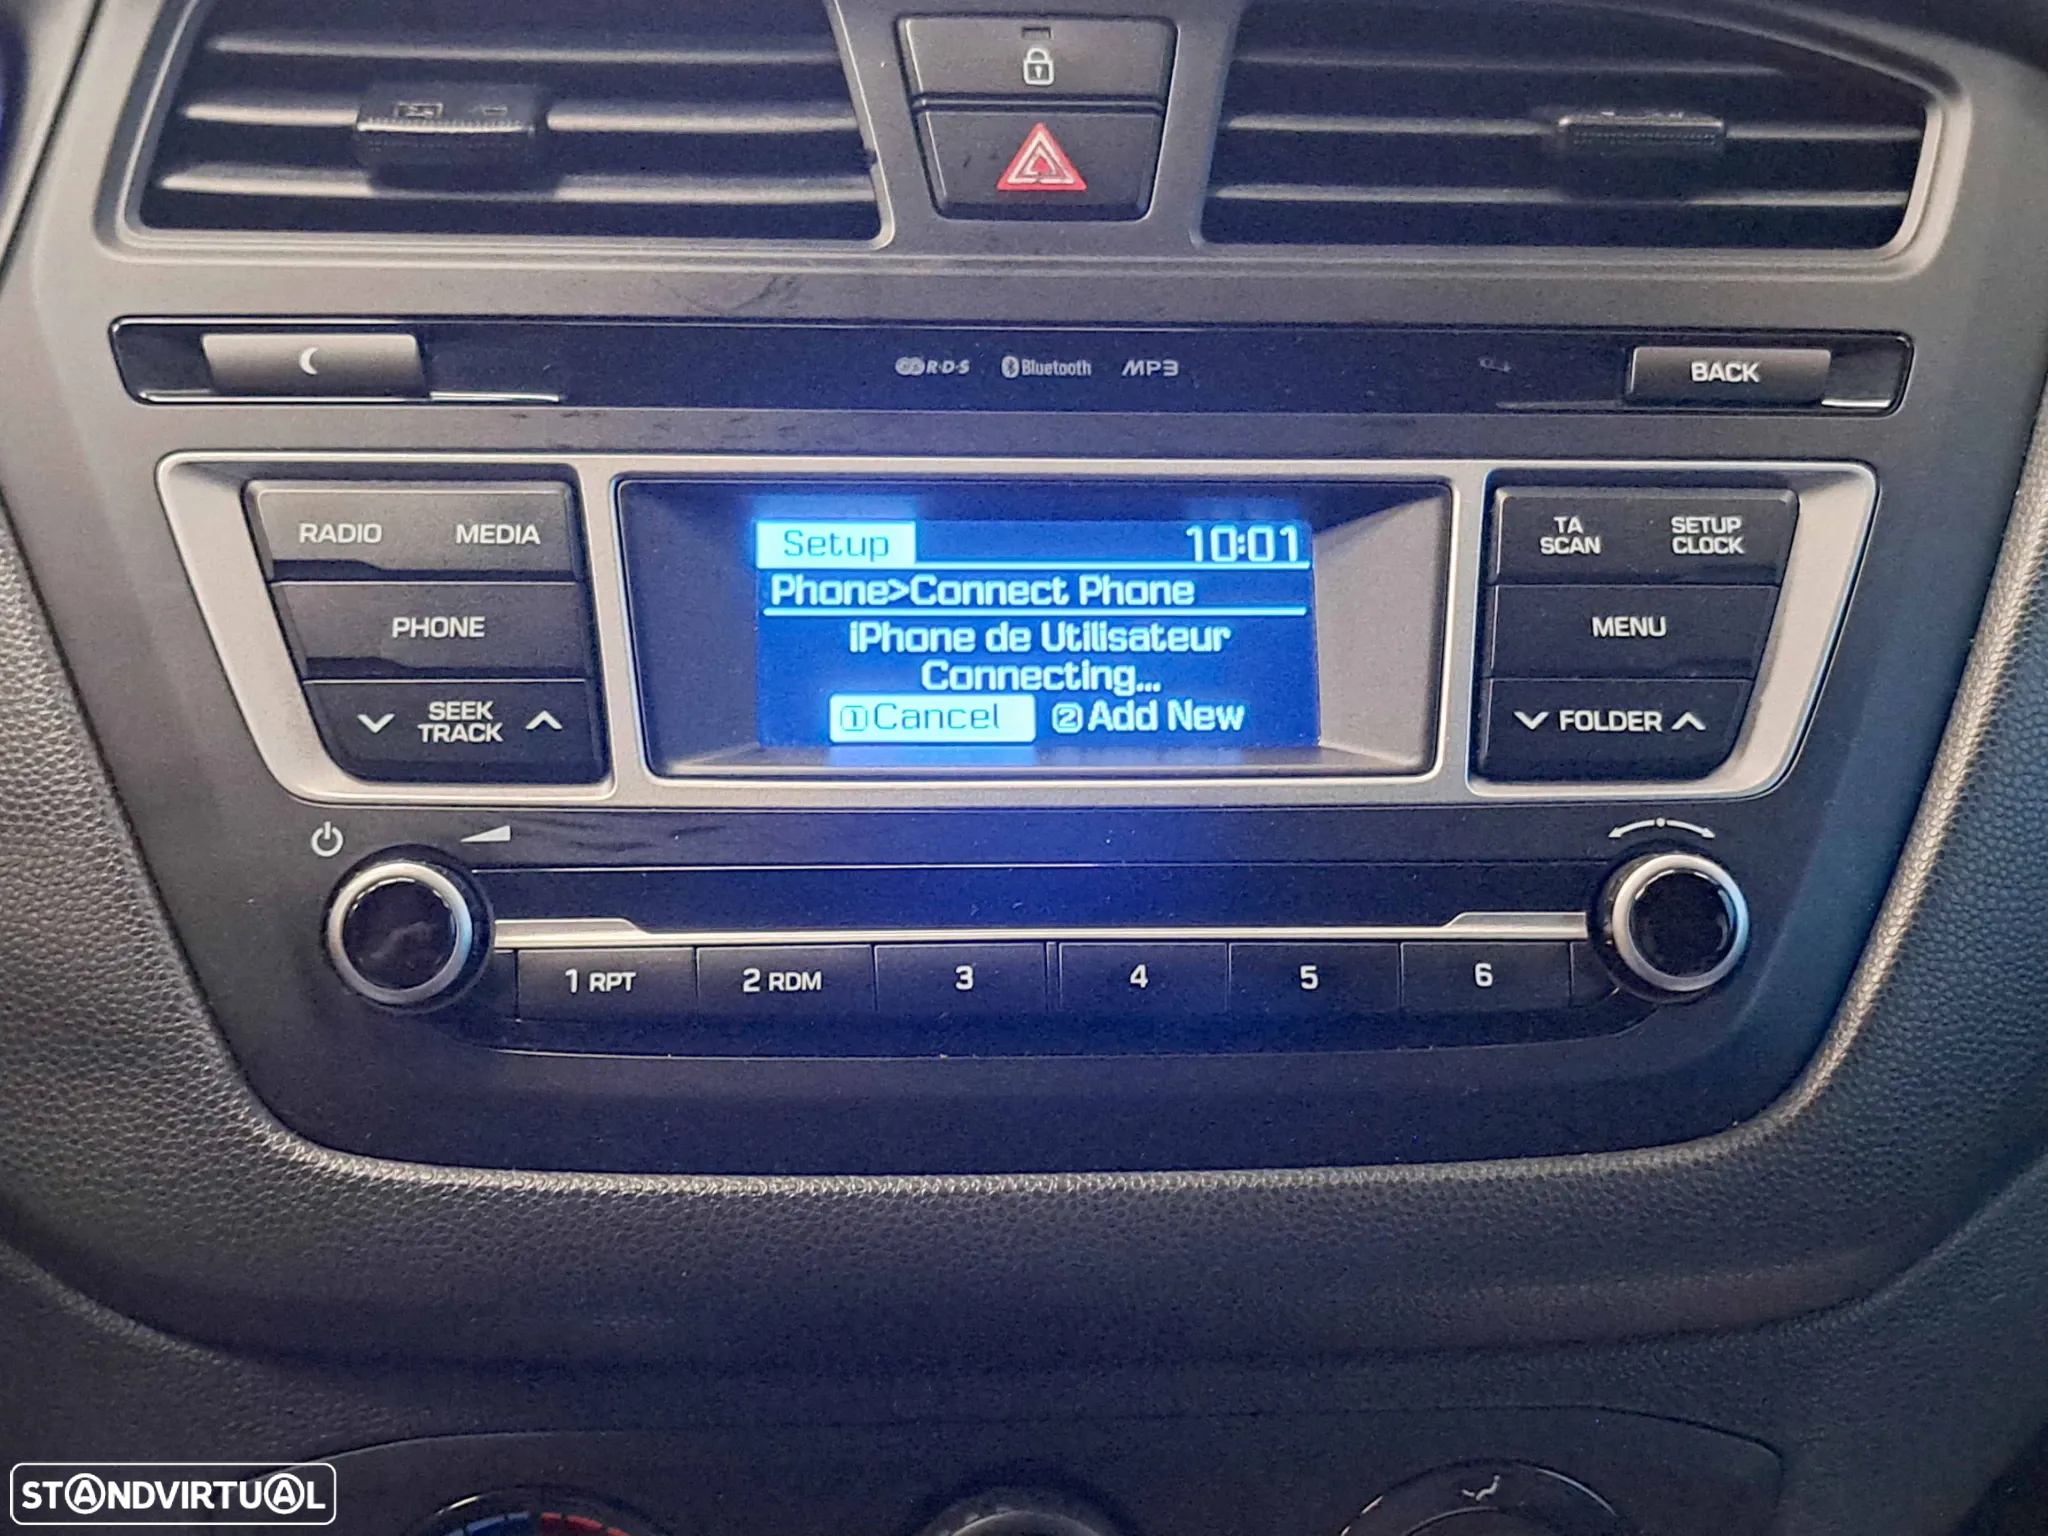 R·D·S Bluetooth MP3
BACK
RADIO MEDIA
PHONE
SEEK
TRACK
Setup 10:01
Phone>Connect Phone
iPhone de Utilisateur
Connecting...
1 Cancel 2 Add New
TA
SCAN
SETUP
CLOCK
MENU
FOLDER
1 RPT 2 RDM 3 4 5 6
STANDVIRTUAL